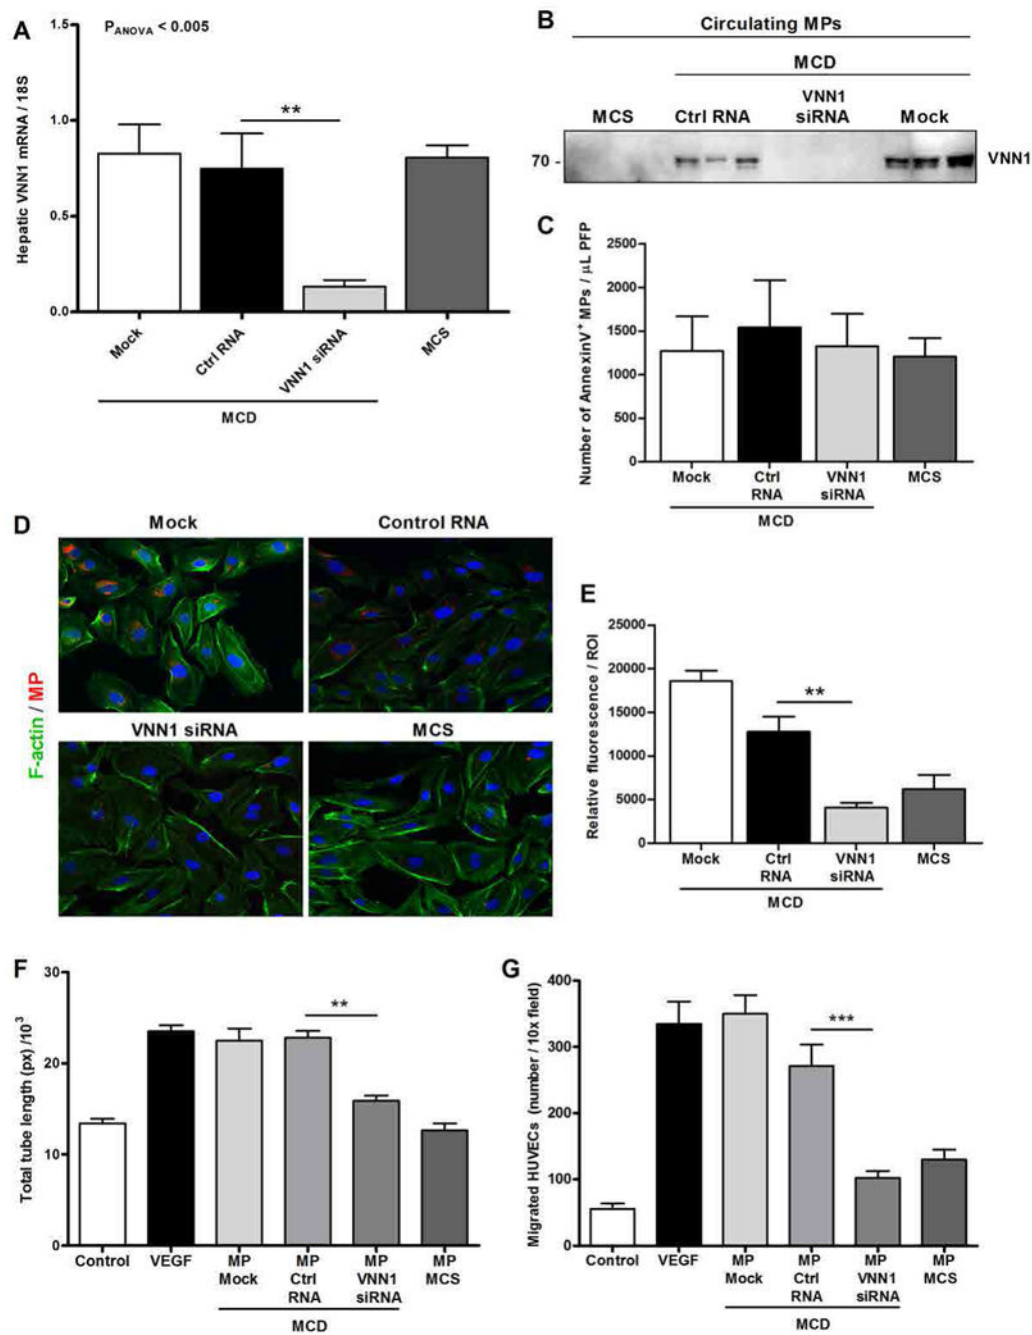 A
P_ANOVA < 0.005
Hepatic VNN1 mRNA / 18S
1.5
1.0
0.5
0.0
**
Mock
Ctrl RNA
VNN1 siRNA
MCS
MCD
B
Circulating MPs
MCD
MCS
Ctrl RNA
VNN1
siRNA
Mock
70 -
VNN1
C
Number of AnnexinV⁺ MPs / μL PFP
2500
2000
1500
1000
500
0
Mock
Ctrl
RNA
VNN1
siRNA
MCS
MCD
D
F-actin / MP
Mock
Control RNA
VNN1 siRNA
MCS
E
Relative fluorescence / ROI
25000
20000
15000
10000
5000
0
**
Mock
Ctrl
RNA
VNN1
siRNA
MCS
MCD
F
Total tube length (px) /10³
30
20
10
0
**
Control
VEGF
MP
Mock
MP
Ctrl
RNA
MP
VNN1
siRNA
MP
MCS
MCD
G
Migrated HUVECs (number / 10x field)
400
300
200
100
0
***
Control
VEGF
MP
Mock
MP
Ctrl
RNA
MP
VNN1
siRNA
MP
MCS
MCD